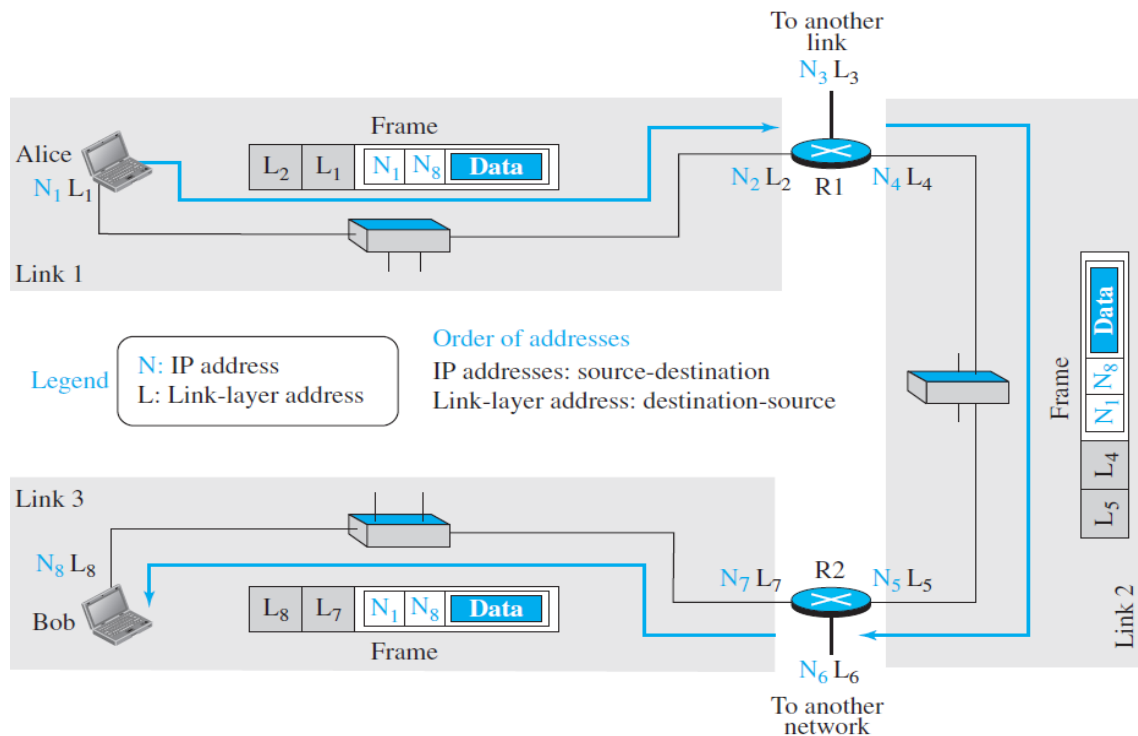 To another
link
N₃ L₃
Frame
Alice
L₂ L₁ N₁ N₈ Data
N₁ L₁
N₂ L₂
R1
N₄ L₄
Link 1
Legend
N: IP address
L: Link-layer address
Order of addresses
IP addresses: source-destination
Link-layer address: destination-source
Frame
L₅ L₄ N₁ N₈ Data
Link 2
Link 3
N₈ L₈
Bob
L₈ L₇ N₁ N₈ Data
Frame
N₇ L₇
R2
N₅ L₅
N₆ L₆
To another
network